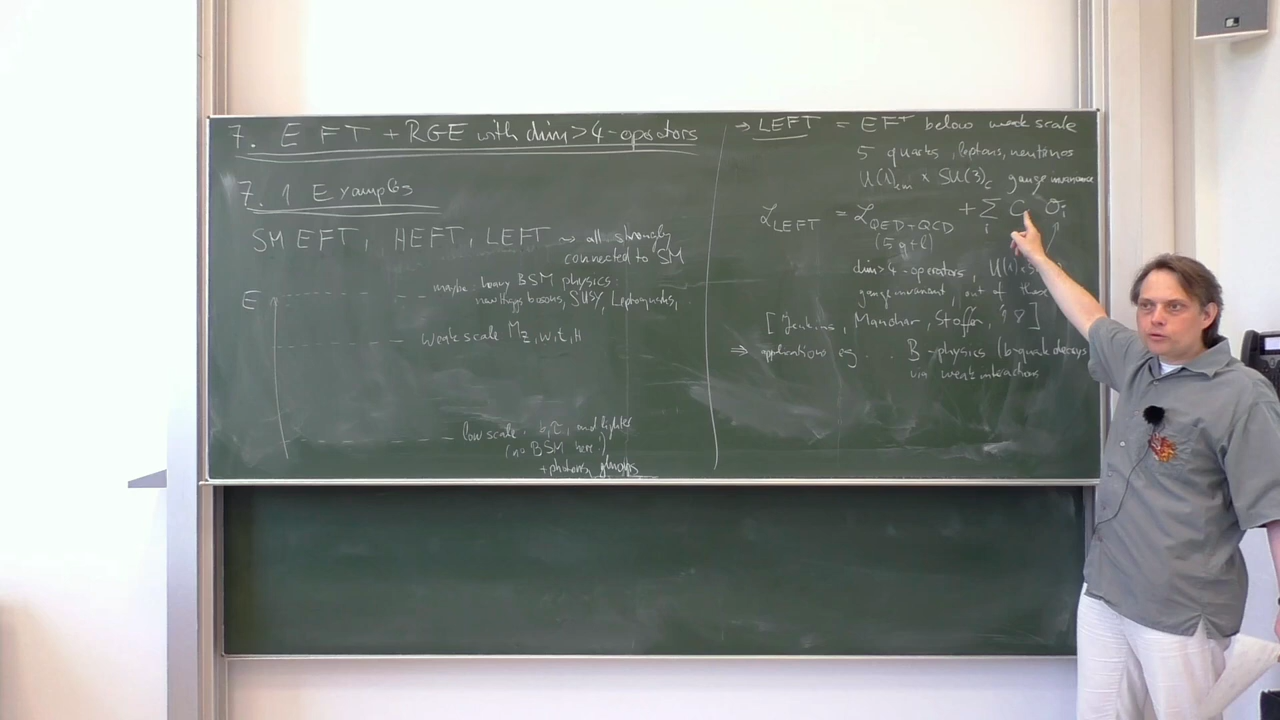 7. EFT + RGE with dim>4-operators
7.1 Examples
SMEFT, HEFT, LEFT ⇝ all strongly
connected to SM
E
maybe heavy BSM physics:
new Higgs bosons, SUSY, Leptoquarks,
weak scale M_Z,W,t,H
low scale: b, τ, and lighter
(no BSM here!)
+ photons, gluons
→ LEFT = EFT below weak scale
5 quarks, leptons, neutrinos
U(1)_em × SU(3)_c gauge invariance
ℒ_LEFT = ℒ_QED+QCD + Σ_i C O_i
(5q+l)
dim>4-operators, U(1)
gauge invariant, out of these
[Jenkins, Manohar, Stoffer, '18]
⇒ applications eg. .. B-physics (b-quark decays
via weak interactions